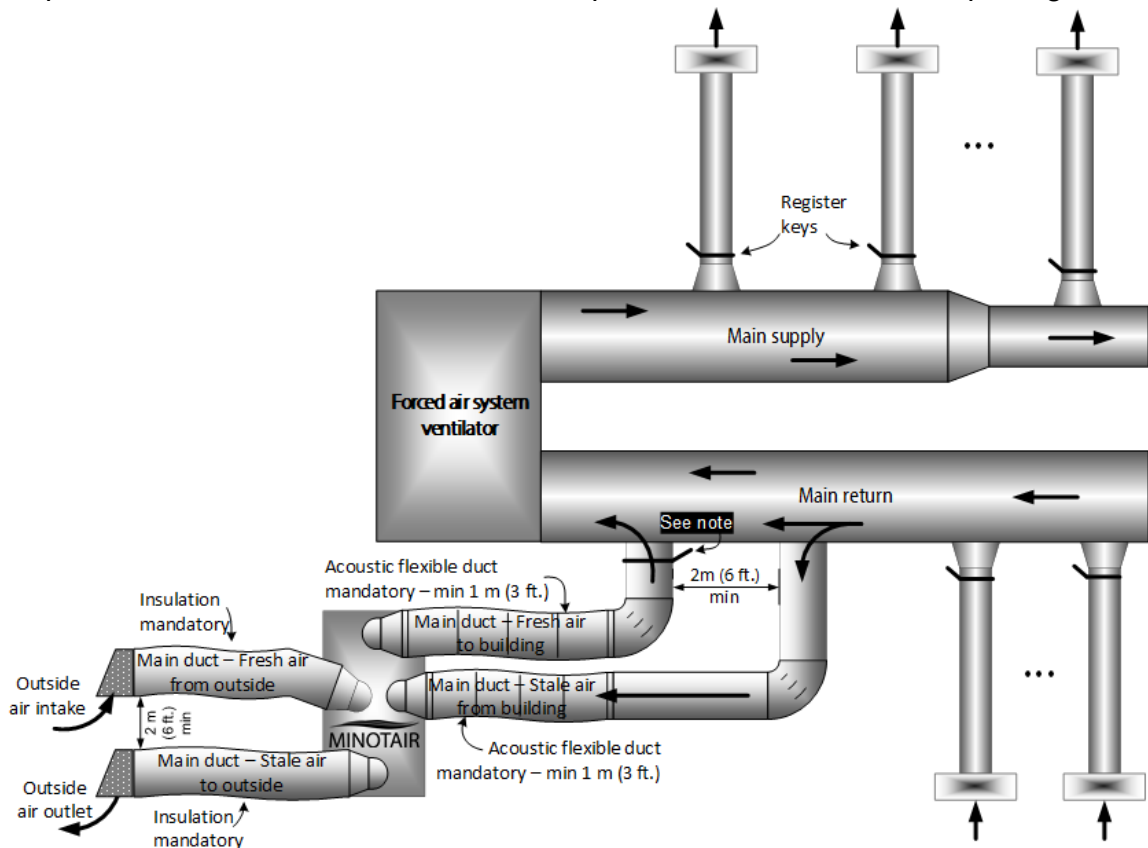 Register
keys
Main supply
Forced air system
ventilator
Main return
See note
2m (6 ft.)
min
Acoustic flexible duct
mandatory – min 1 m (3 ft.)
Insulation
mandatory
Main duct – Fresh air
to building
Main duct – Fresh air
from outside
Outside
air intake
Main duct – Stale air
from building
2 m
(6 ft.)
min
MINOTAIR
Acoustic flexible duct
mandatory – min 1 m (3 ft.)
Main duct – Stale air
to outside
Outside
air outlet
Insulation
mandatory